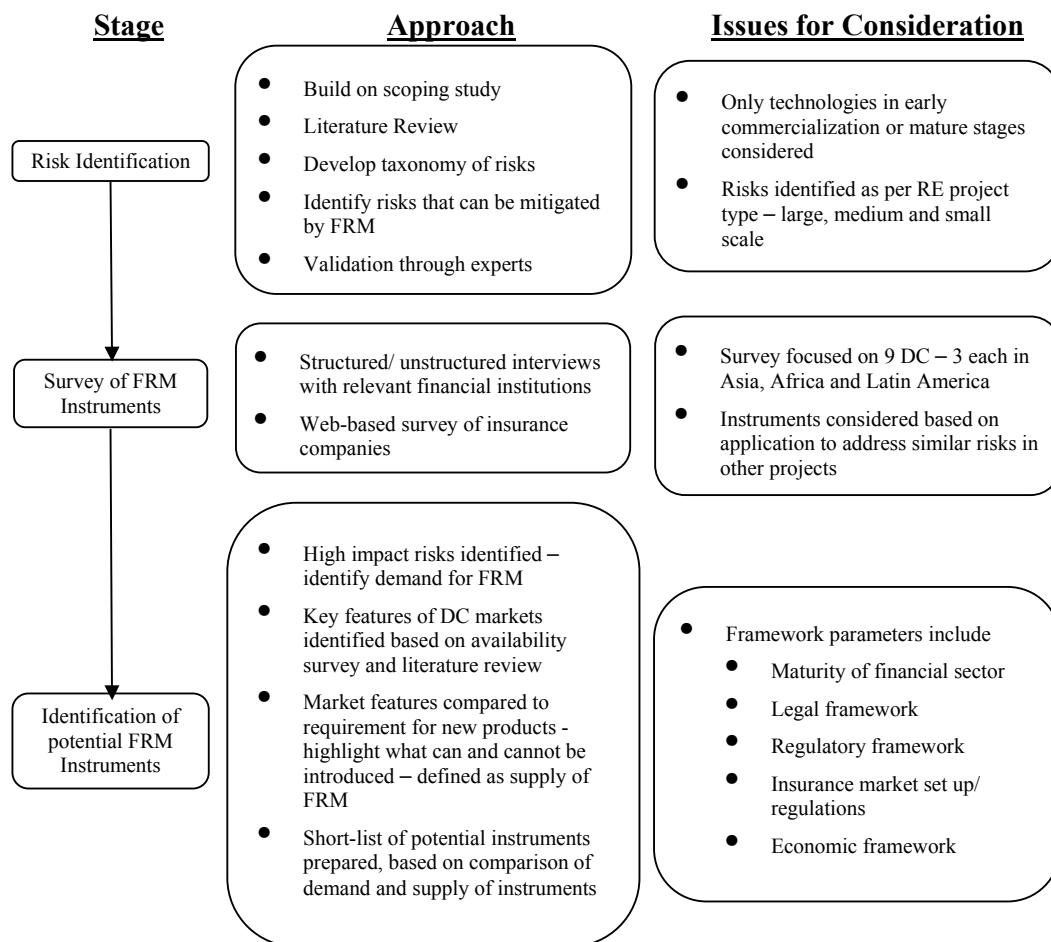 Stage
Approach
Issues for Consideration
Risk Identification
● Build on scoping study
● Literature Review
● Develop taxonomy of risks
● Identify risks that can be mitigated
by FRM
● Validation through experts
● Only technologies in early
commercialization or mature stages
considered
● Risks identified as per RE project
type – large, medium and small
scale
Survey of FRM
Instruments
● Structured/ unstructured interviews
with relevant financial institutions
● Web-based survey of insurance
companies
● Survey focused on 9 DC – 3 each in
Asia, Africa and Latin America
● Instruments considered based on
application to address similar risks in
other projects
Identification of
potential FRM
Instruments
● High impact risks identified –
identify demand for FRM
● Key features of DC markets
identified based on availability
survey and literature review
● Market features compared to
requirement for new products -
highlight what can and cannot be
introduced – defined as supply of
FRM
● Short-list of potential instruments
prepared, based on comparison of
demand and supply of instruments
● Framework parameters include
● Maturity of financial sector
● Legal framework
● Regulatory framework
● Insurance market set up/
regulations
● Economic framework